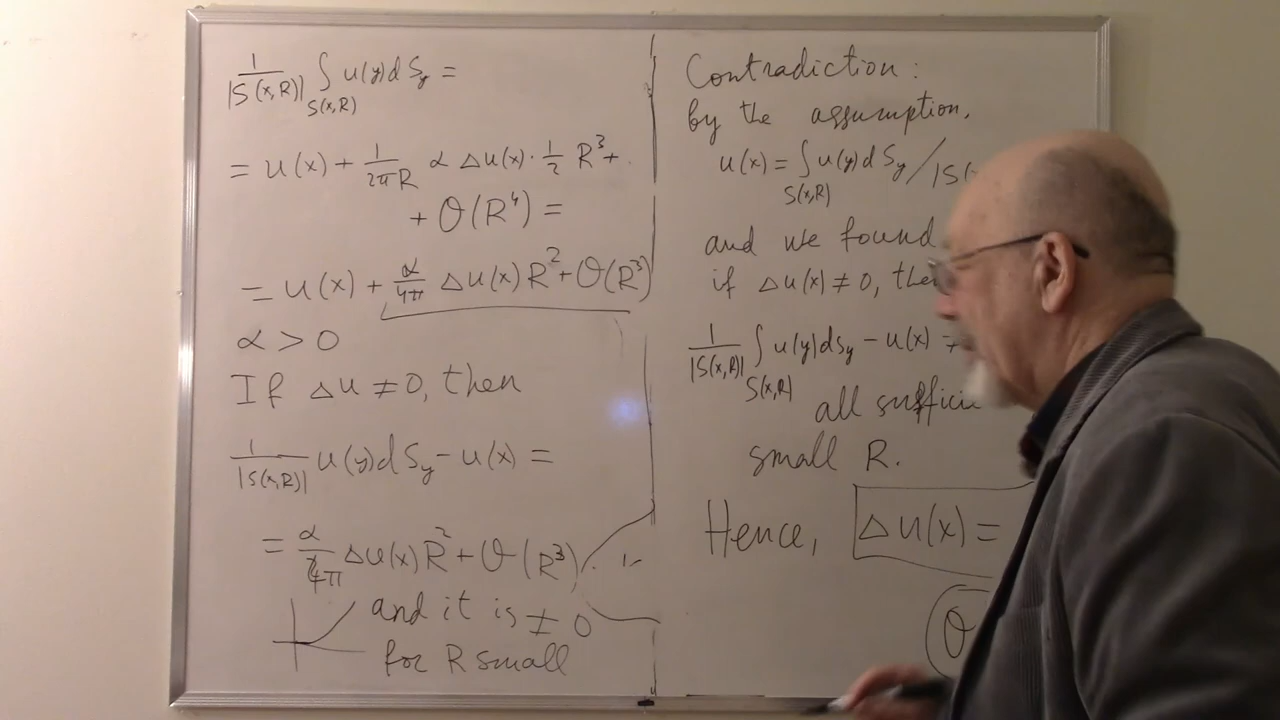 1/|S(x,R)| ∫_{S(x,R)} u(y)dS_y =
= u(x) + 1/2πR α Δu(x)· 1/2 R³ +
+ O(R⁴) =
= u(x) + α/4π Δu(x) R² + O(R³)
α > 0
If Δu ≠ 0, then
1/|S(x,R)| u(y)dS_y - u(x) =
= α/4π Δu(x) R² + O(R³)
and it is ≠ 0
for R small
Contradiction:
by the assumption,
u(x) = ∫_{S(x,R)} u(y)dS_y / |S(
and we found
if Δu(x) ≠ 0,
1/|S(x,R)| ∫_{S(x,R)} u(y)dS_y - u(x)
all
small R.
Hence, Δu(x) =